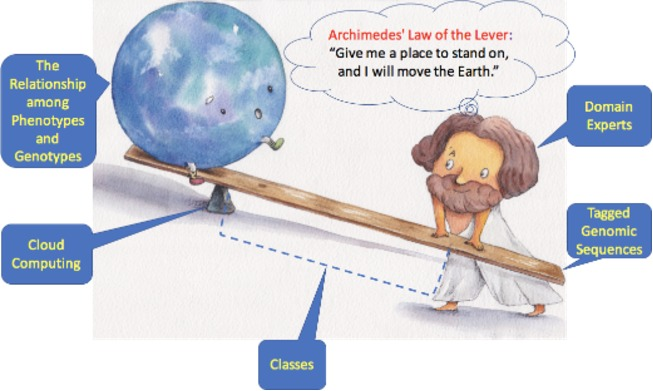 Archimedes' Law of the Lever:
“Give me a place to stand on,
and I will move the Earth.”
The
Relationship
among
Phenotypes
and
Genotypes
Domain
Experts
Tagged
Genomic
Sequences
Cloud
Computing
Classes